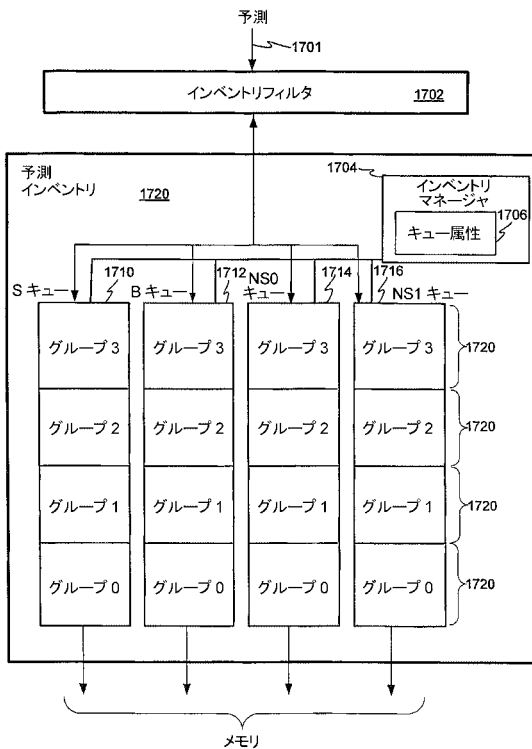 予測
1701
インベントリフィルタ 1702
予測
インベントリ 1720
1704
インベントリ
マネージャ
1706
キュー属性
Sキュー 1710
Bキュー 1712
NS0
キュー 1714
1716
NS1キュー
グループ3 グループ3 グループ3 グループ3 1720
グループ2 グループ2 グループ2 グループ2 1720
グループ1 グループ1 グループ1 グループ1 1720
グループ0 グループ0 グループ0 グループ0 1720
メモリ